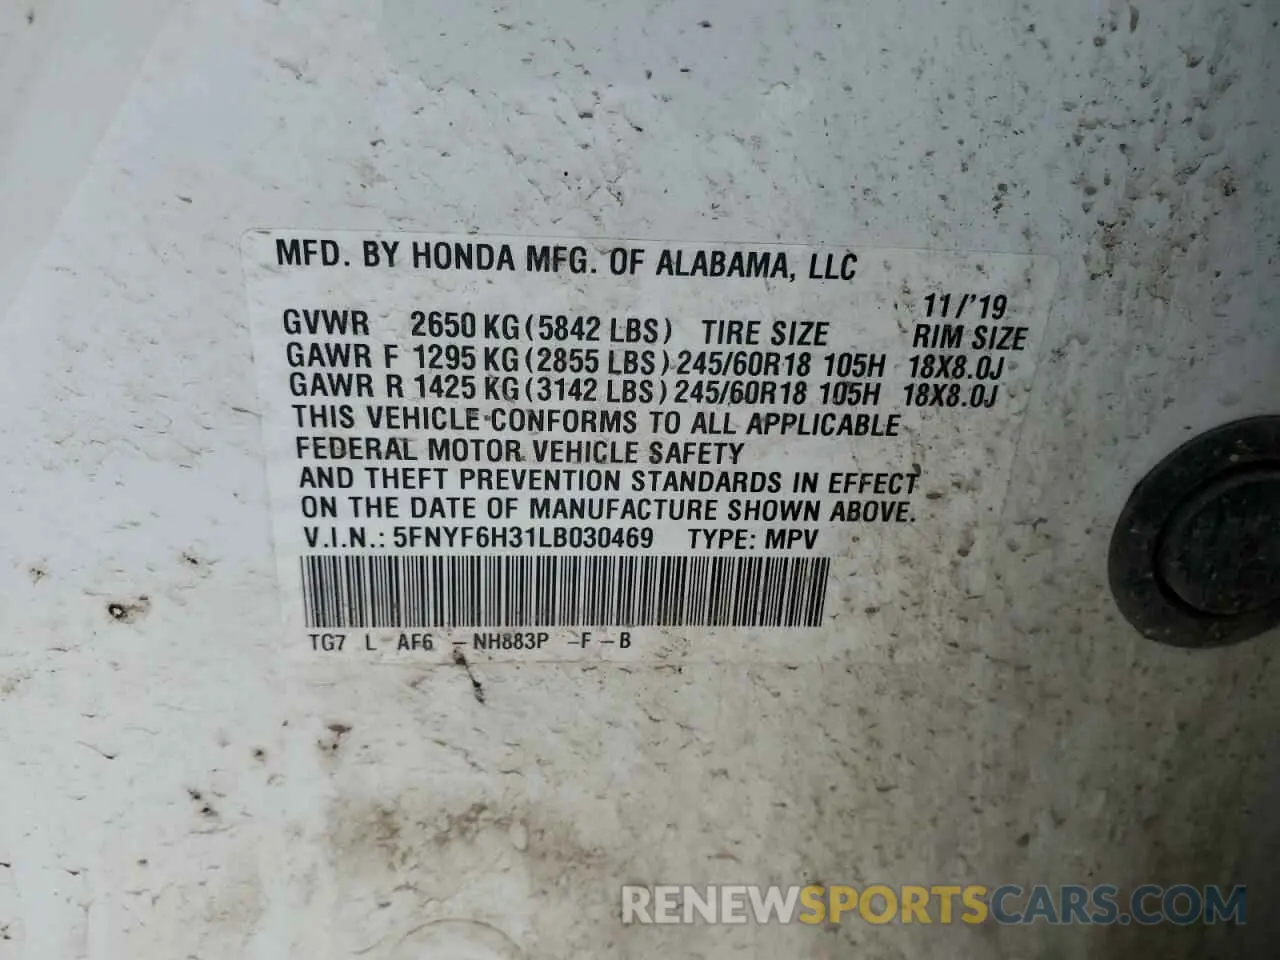 MFD. BY HONDA MFG. OF ALABAMA, LLC
11/'19
GVWR 2650 KG (5842 LBS) TIRE SIZE RIM SIZE
GAWR F 1295 KG (2855 LBS) 245/60R18 105H 18X8.0J
GAWR R 1425 KG (3142 LBS) 245/60R18 105H 18X8.0J
THIS VEHICLE CONFORMS TO ALL APPLICABLE
FEDERAL MOTOR VEHICLE SAFETY
AND THEFT PREVENTION STANDARDS IN EFFECT
ON THE DATE OF MANUFACTURE SHOWN ABOVE.
V.I.N.: 5FNYF6H31LB030469 TYPE: MPV
TG7 L AF6 – NH883P –F – B
RENEWSPORTSCARS.COM